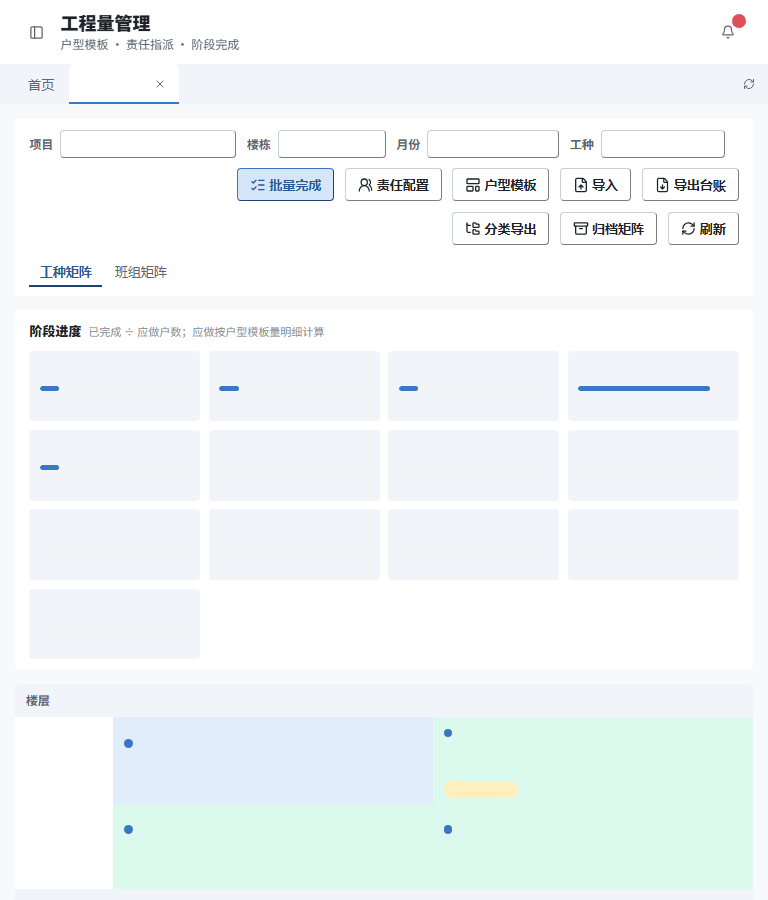 工程量管理
户型模板 • 责任指派 • 阶段完成
首页
项目 楼栋 月份 工种
批量完成 责任配置 户型模板 导入 导出台账
分类导出 归档矩阵 刷新
工种矩阵 班组矩阵
阶段进度 已完成 ÷ 应做户数；应做按户型模板量明细计算
楼层